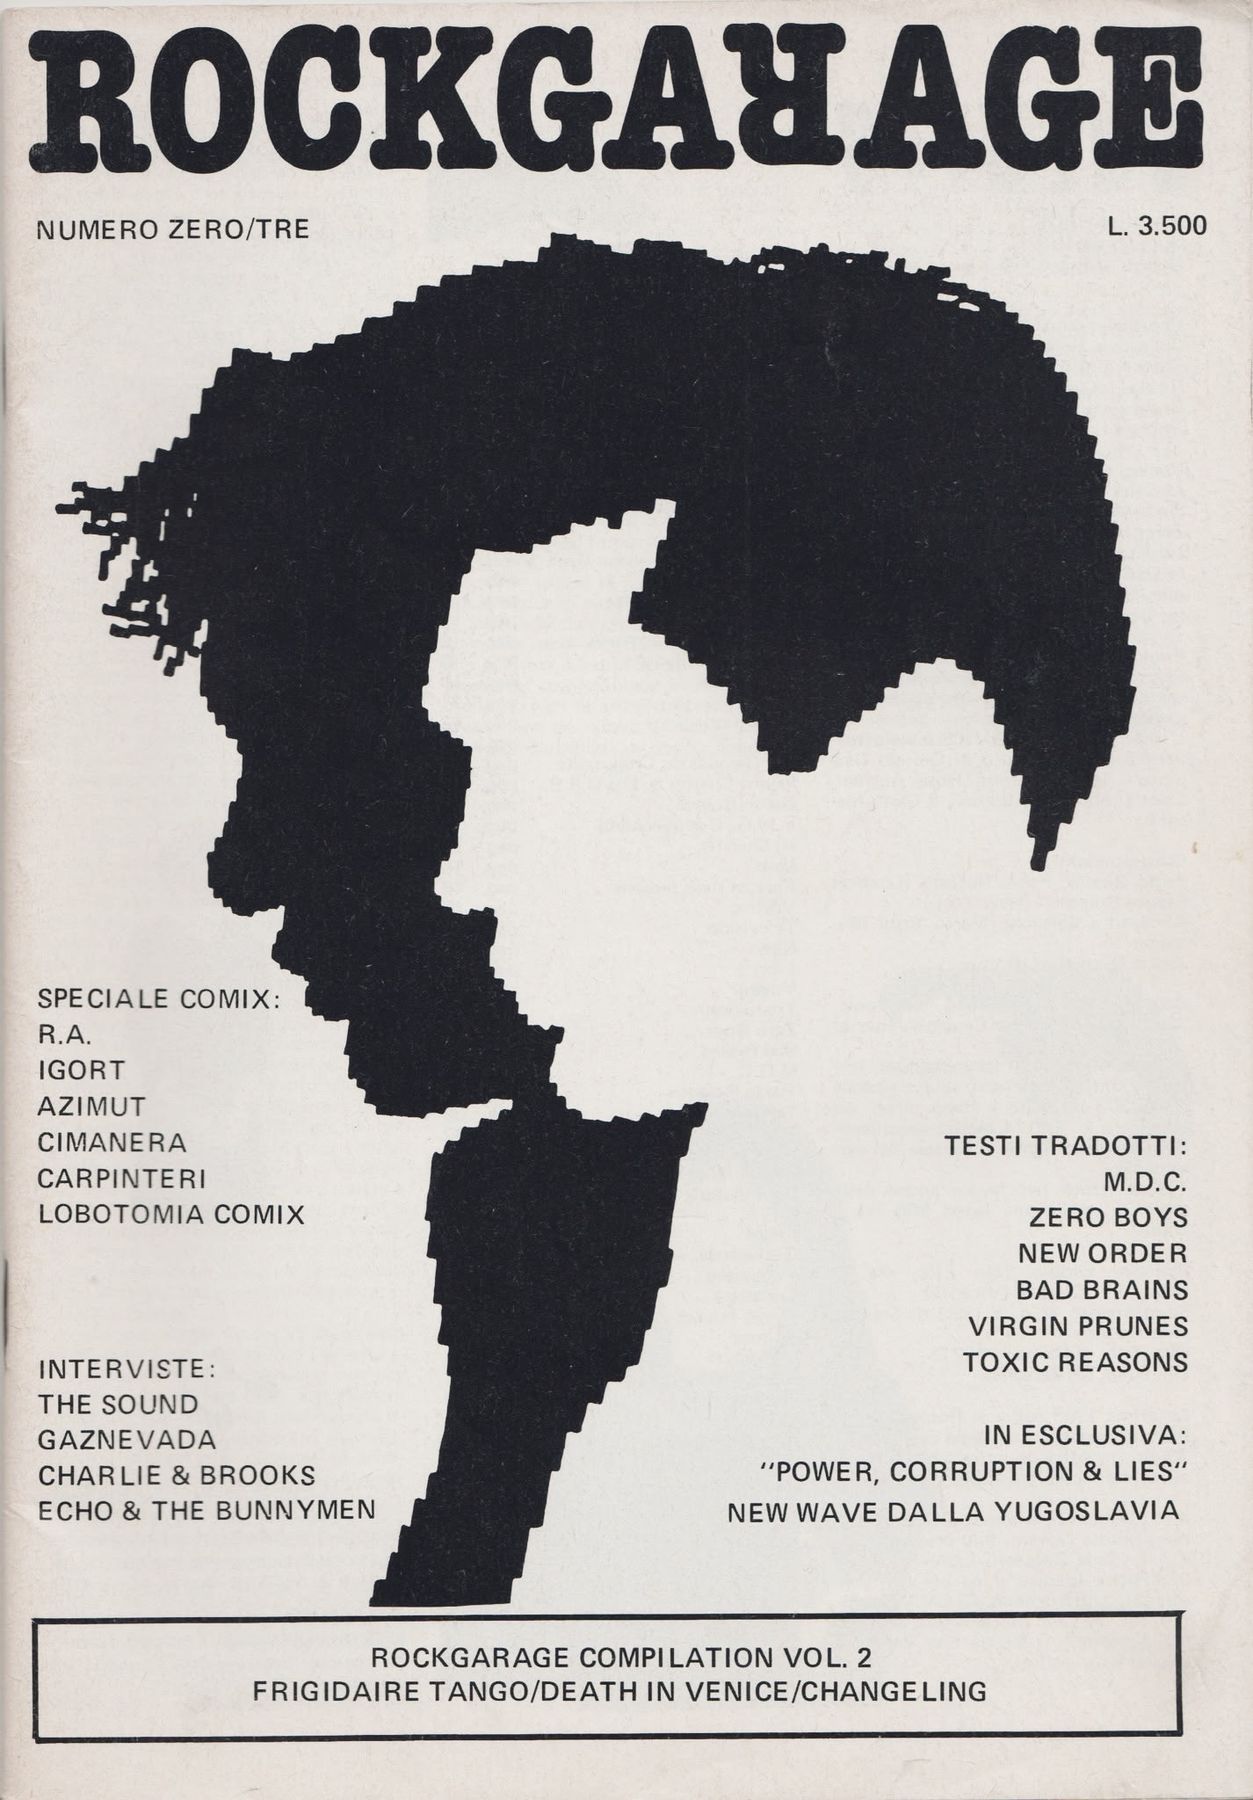 ROCKGARAGE
NUMERO ZERO/TRE
L. 3.500
SPECIALE COMIX:
R.A.
IGORT
AZIMUT
CIMANERA
CARPINTERI
LOBOTOMIA COMIX
INTERVISTE:
THE SOUND
GAZNEVADA
CHARLIE & BROOKS
ECHO & THE BUNNYMEN
TESTI TRADOTTI:
M.D.C.
ZERO BOYS
NEW ORDER
BAD BRAINS
VIRGIN PRUNES
TOXIC REASONS
IN ESCLUSIVA:
"POWER, CORRUPTION & LIES"
NEW WAVE DALLA YUGOSLAVIA
ROCKGARAGE COMPILATION VOL. 2
FRIGIDAIRE TANGO/DEATH IN VENICE/CHANGELING